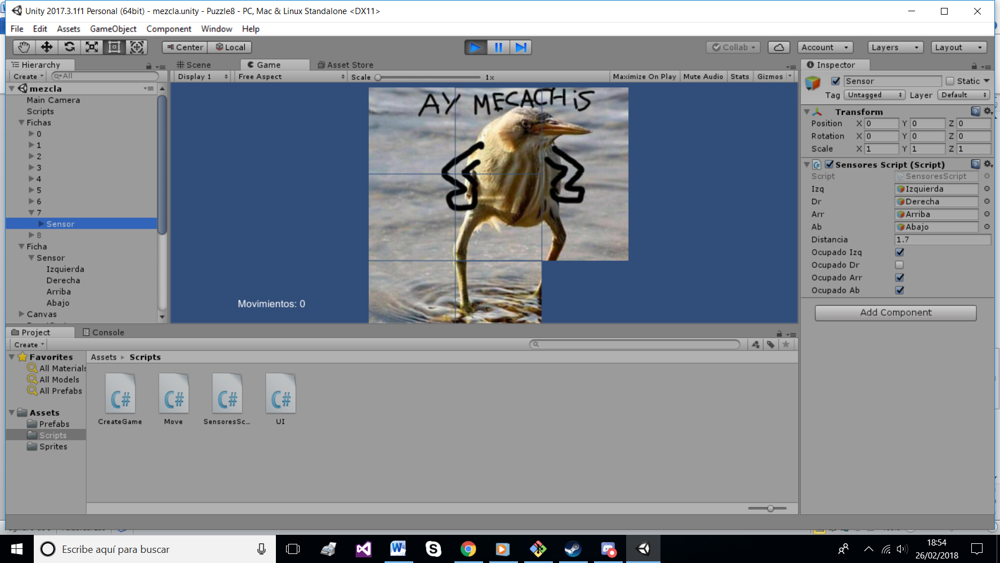 Unity 2017.3.1f1 Personal (64bit) - mezcla.unity - Puzzle8 - PC, Mac & Linux Standalone <DX11>
File Edit Assets GameObject Component Window Help
Center Local Collab Account Layers Layout
Hierarchy
Create All
mezcla
Main Camera
Scripts
Fichas
0
1
2
3
4
5
6
7
Sensor
8
Ficha
Sensor
Izquierda
Derecha
Arriba
Abajo
Canvas
Scene Game Asset Store
Display 1 Free Aspect Scale 1x Maximize On Play Mute Audio Stats Gizmos
AY MECACHiS
Movimientos: 0
Inspector
Sensor Static
Tag Untagged Layer Default
Transform
Position X 0 Y 0 Z 0
Rotation X 0 Y 0 Z 0
Scale X 1 Y 1 Z 1
Sensores Script (Script)
Script SensoresScript
Izq Izquierda
Dr Derecha
Arr Arriba
Ab Abajo
Distancia 1.7
Ocupado Izq
Ocupado Dr
Ocupado Arr
Ocupado Ab
Add Component
Project Console
Create
Favorites
All Materials
All Models
All Prefabs
Assets
Prefabs
Scripts
Sprites
Assets Scripts
C# C# C# C#
CreateGame Move SensoresSc... UI
Escribe aquí para buscar
18:54
26/02/2018